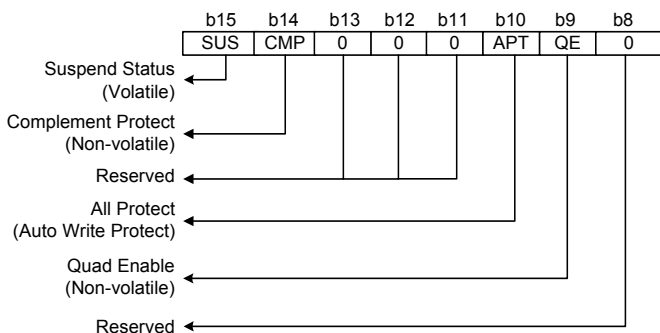 b15 b14 b13 b12 b11 b10 b9 b8
SUS CMP 0 0 0 APT QE 0
Suspend Status
(Volatile)
Complement Protect
(Non-volatile)
Reserved
All Protect
(Auto Write Protect)
Quad Enable
(Non-volatile)
Reserved